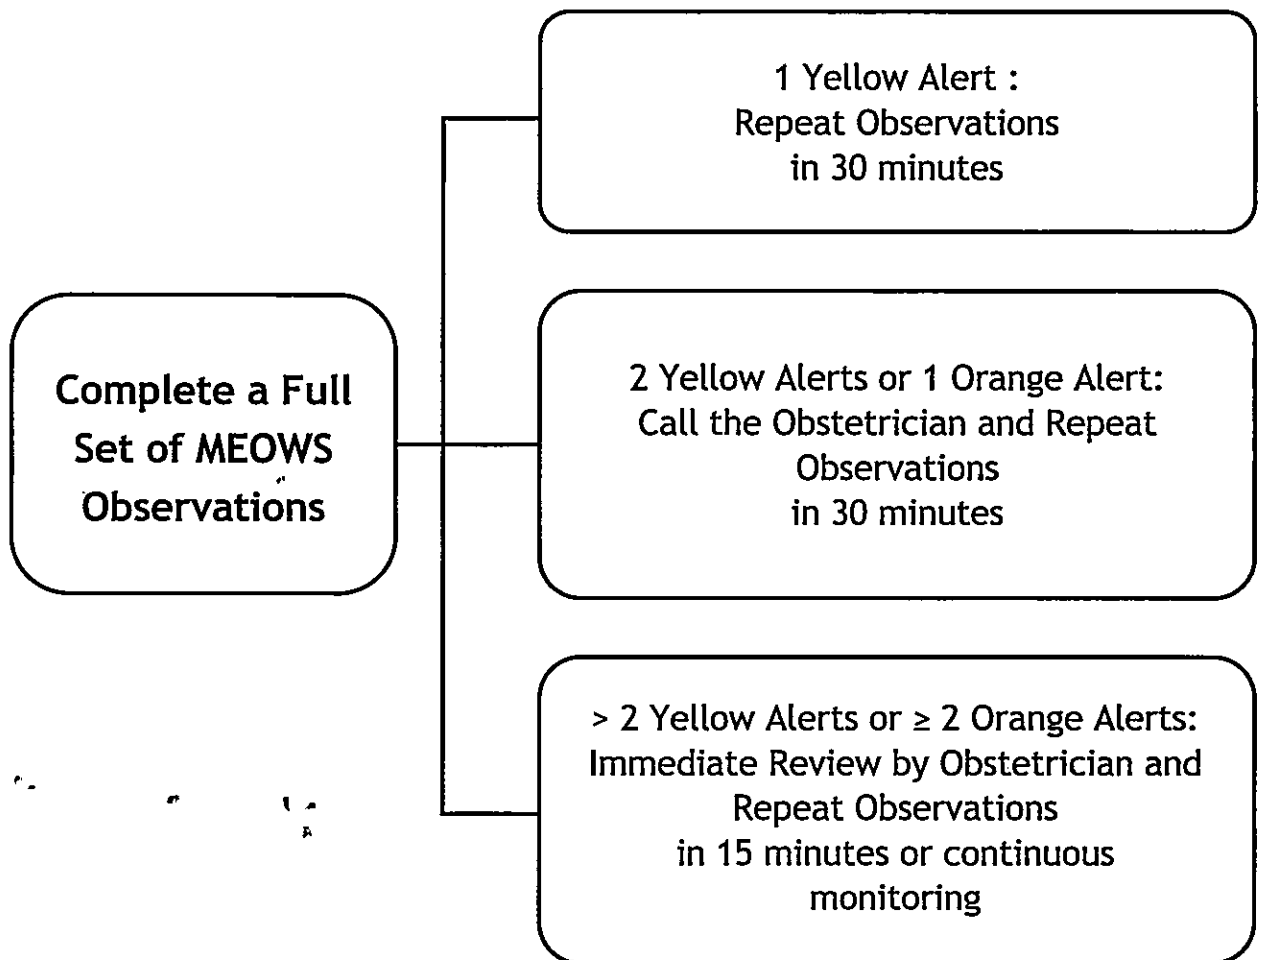 1 Yellow Alert :
Repeat Observations
in 30 minutes
Complete a Full
Set of MEOWS
Observations
2 Yellow Alerts or 1 Orange Alert:
Call the Obstetrician and Repeat
Observations
in 30 minutes
> 2 Yellow Alerts or ≥ 2 Orange Alerts:
Immediate Review by Obstetrician and
Repeat Observations
in 15 minutes or continuous
monitoring